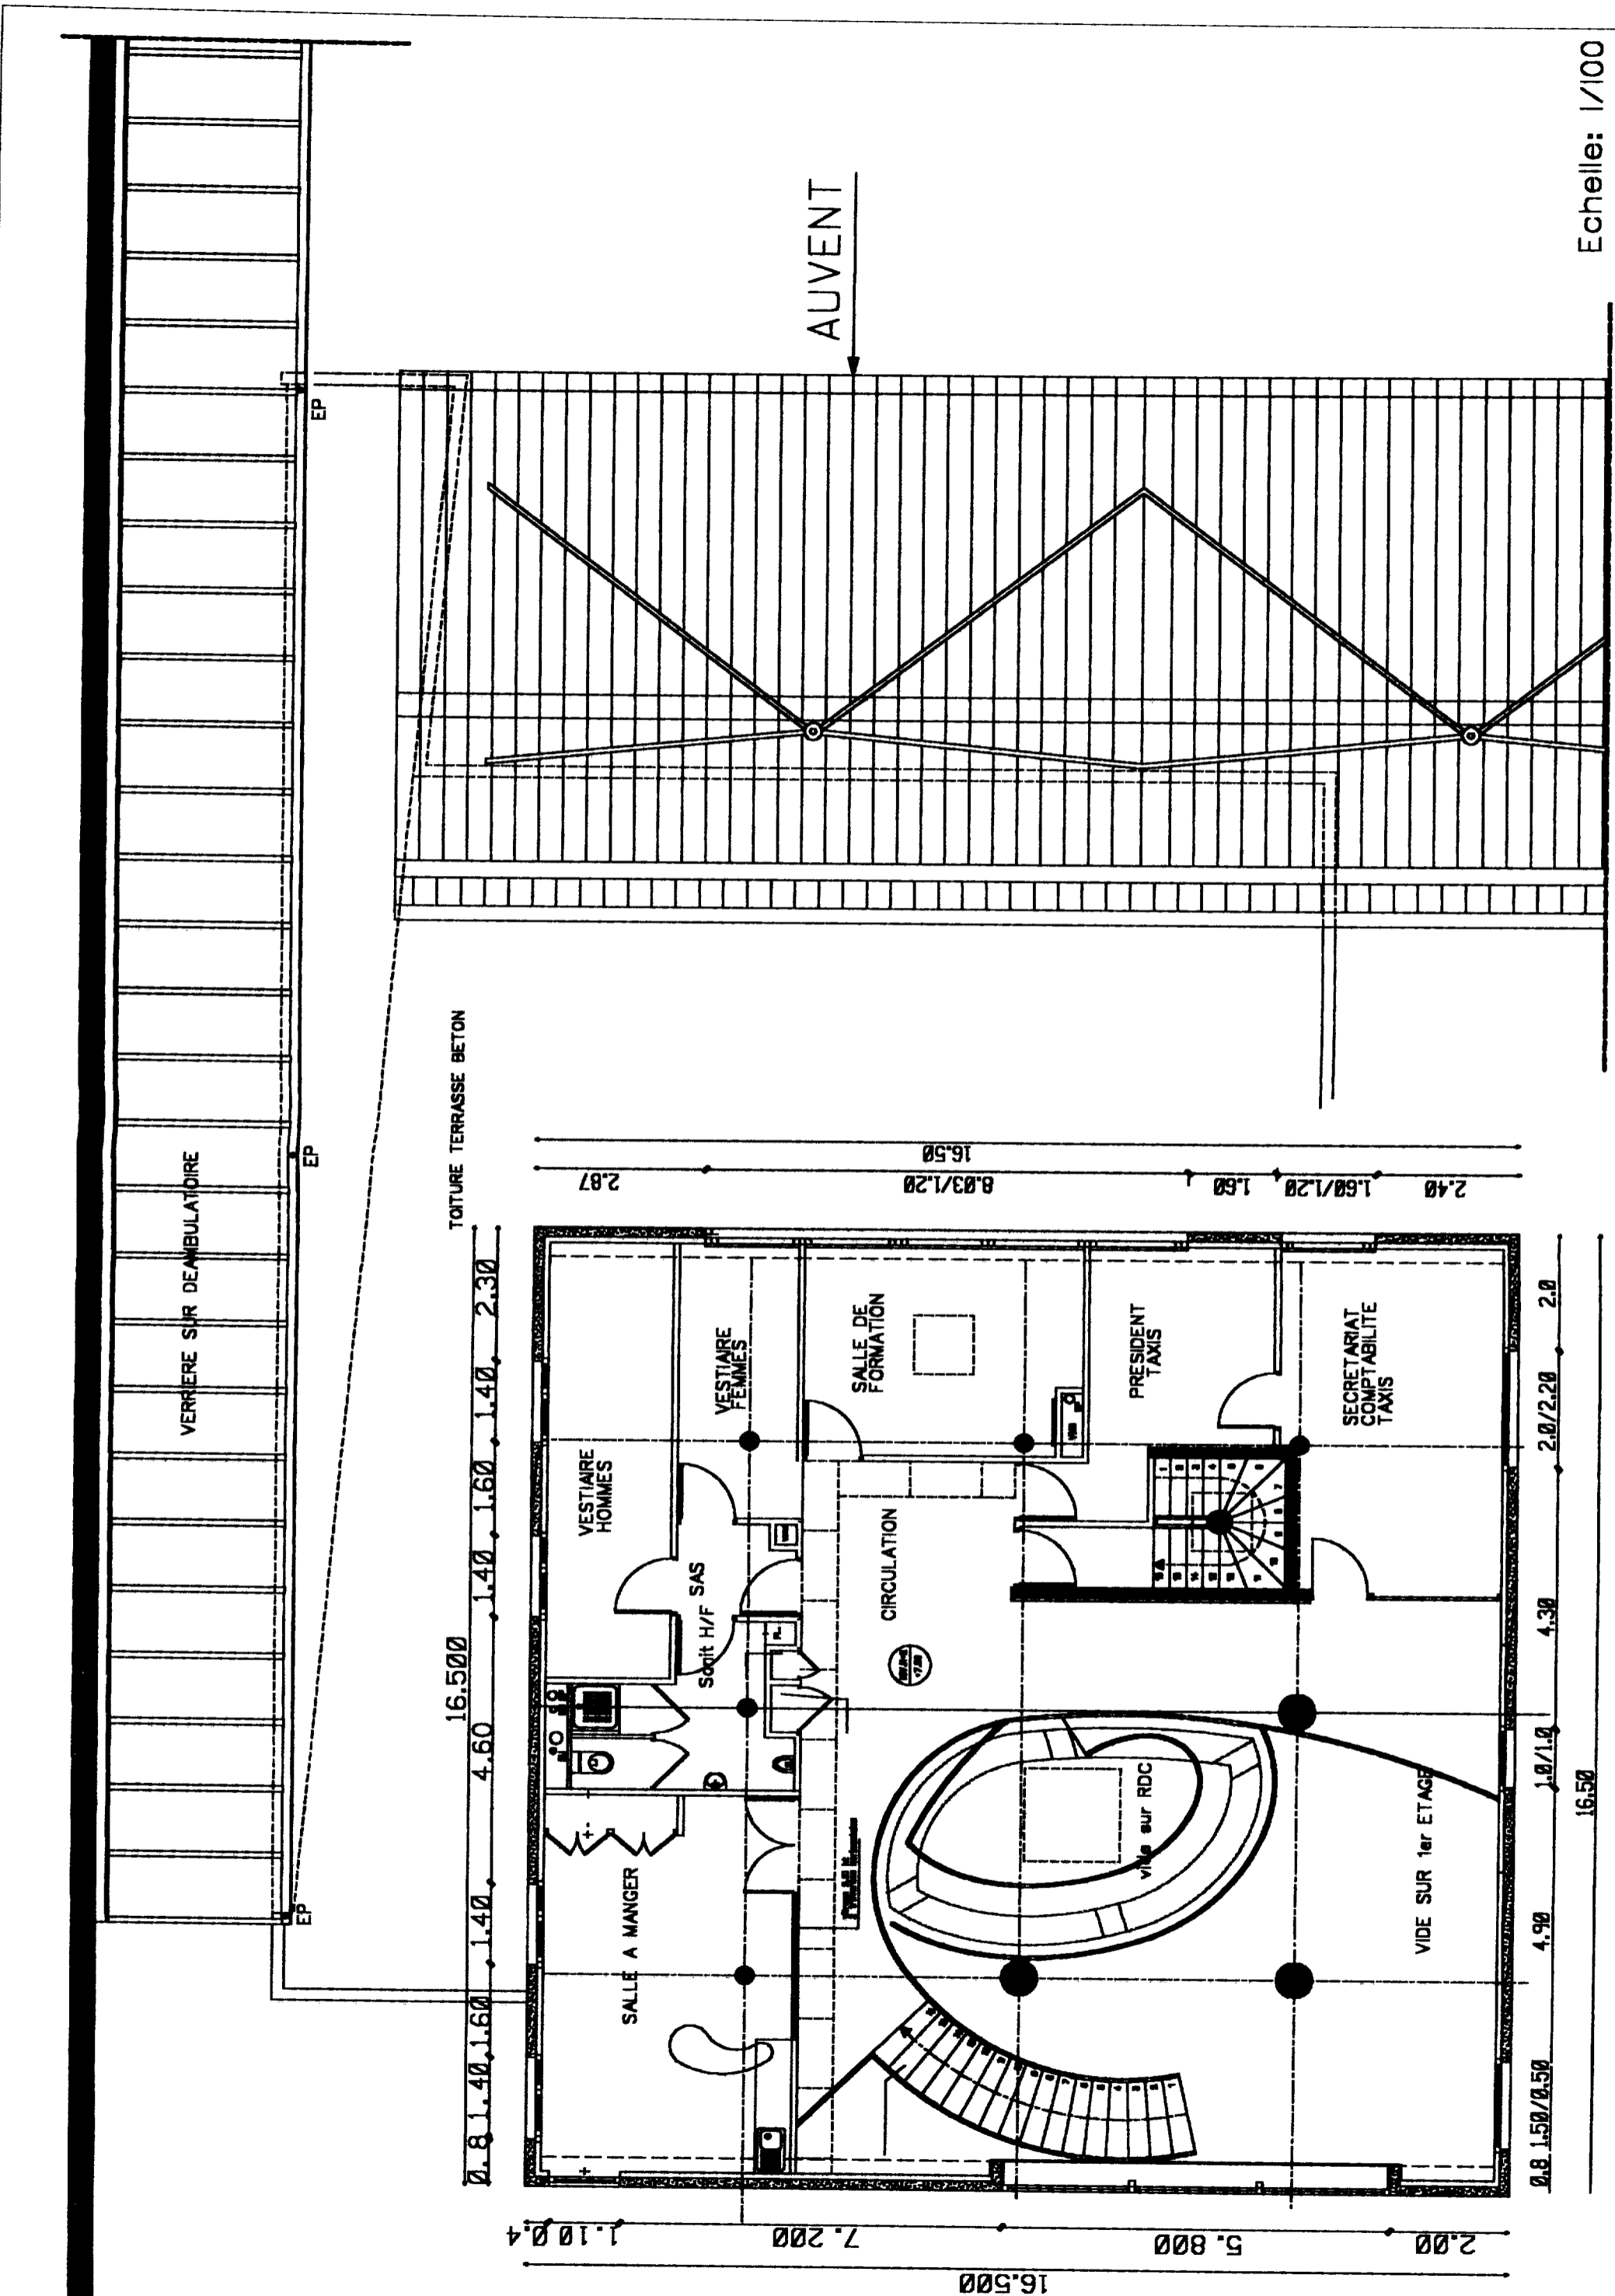 VERRIERE SUR DEAMBULATOIRE
EP
EP
EP
AUVENT
Echelle: 1/100
TOITURE TERRASSE BETON
16.500
0.8 1.40 1.60 1.40 4.60 1.40 1.60 1.40 2.30
16.50
2.87 8.03/1.20 1.60 1.60/1.20 2.40
VESTIAIRE
HOMMES
VESTIAIRE
FEMMES
SALLE DE
FORMATION
PRESIDENT
TAXIS
SECRETARIAT
COMPTABILITE
TAXIS
Sanit H/F SAS
CIRCULATION
SALLE A MANGER
vide sur RDC
VIDE SUR 1er ETAGE
0.8 1.50/0.50 4.90 1.0/1.0 4.30 2.0/2.20 2.0
16.50
0.4 1.10 7.200 5.800 2.00
16.500